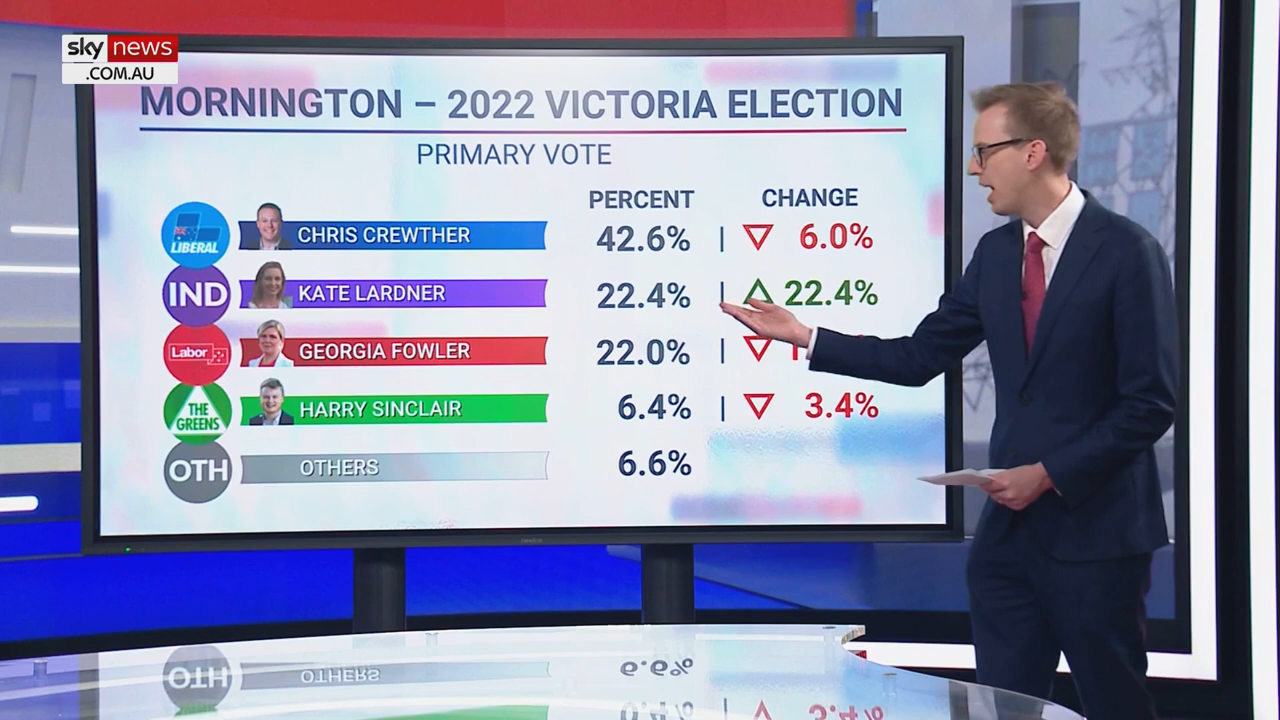 sky news
.COM.AU
MORNINGTON – 2022 VICTORIA ELECTION
PRIMARY VOTE
PERCENT CHANGE
LIBERAL CHRIS CREWTHER 42.6% | ▽ 6.0%
IND KATE LARDNER 22.4% | △ 22.4%
Labor GEORGIA FOWLER 22.0% | ▽
THE GREENS HARRY SINCLAIR 6.4% | ▽ 3.4%
OTH OTHERS 6.6%